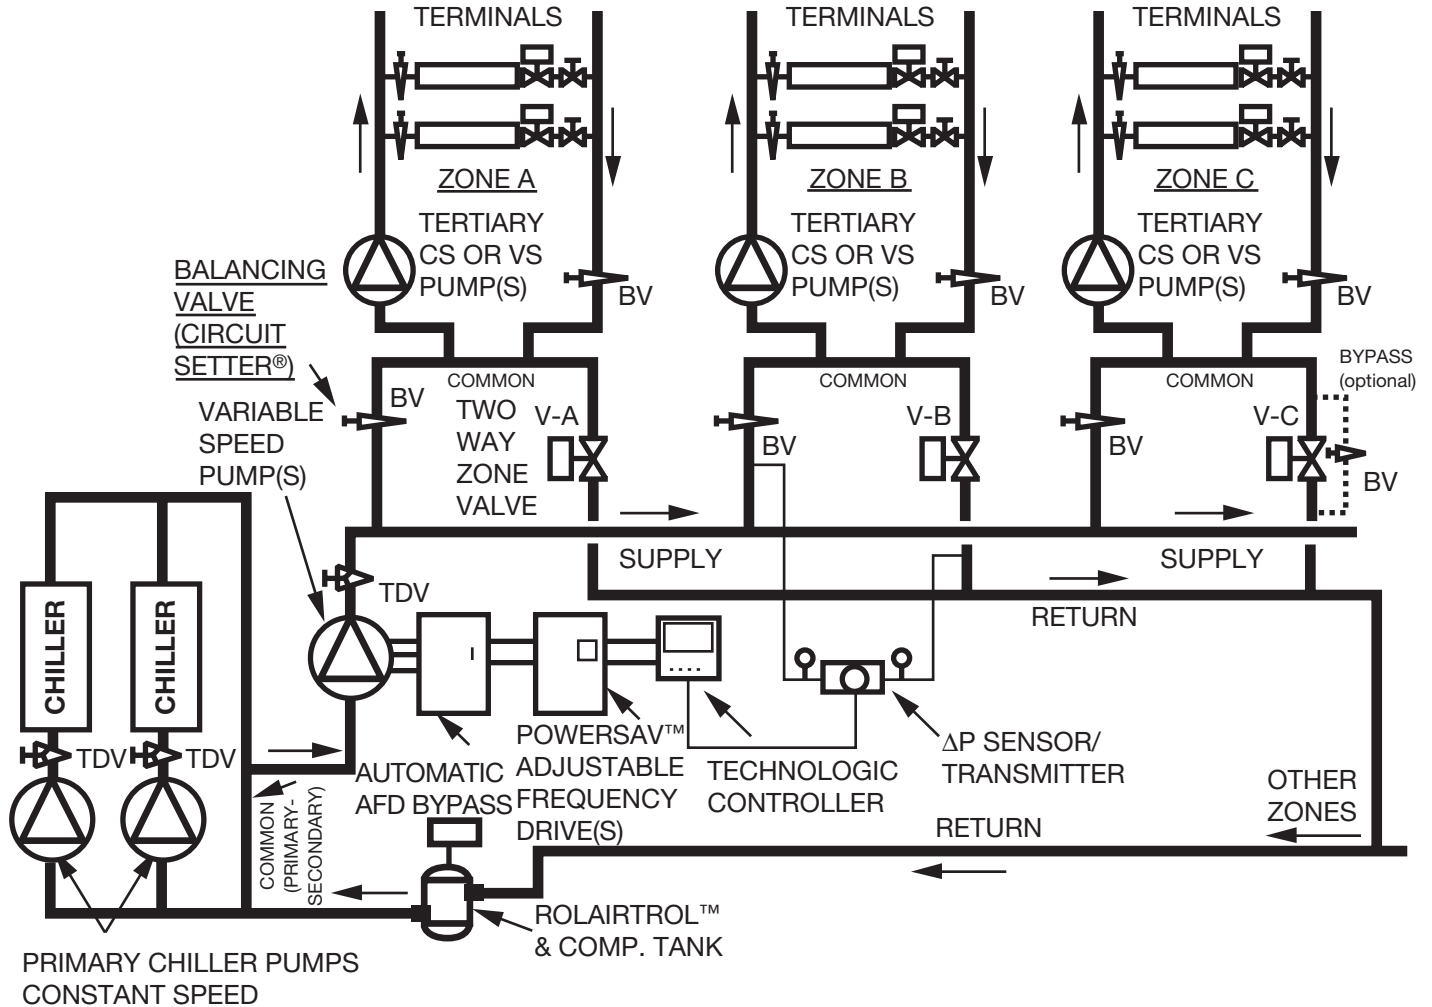 TERMINALS
TERMINALS
TERMINALS
ZONE A
ZONE B
ZONE C
TERTIARY
CS OR VS
PUMP(S)
TERTIARY
CS OR VS
PUMP(S)
TERTIARY
CS OR VS
PUMP(S)
BV
BV
BV
BALANCING
VALVE
(CIRCUIT
SETTER®)
BYPASS
(optional)
COMMON
COMMON
COMMON
BV
TWO
WAY
ZONE
VALVE
V-A
BV
V-B
BV
V-C
BV
VARIABLE
SPEED
PUMP(S)
SUPPLY
SUPPLY
TDV
RETURN
CHILLER
CHILLER
TDV
TDV
AUTOMATIC
AFD BYPASS
POWERSAV™
ADJUSTABLE
FREQUENCY
DRIVE(S)
TECHNOLOGIC
CONTROLLER
ΔP SENSOR/
TRANSMITTER
OTHER
ZONES
COMMON
(PRIMARY-
SECONDARY)
RETURN
ROLAIRTROL™
& COMP. TANK
PRIMARY CHILLER PUMPS
CONSTANT SPEED